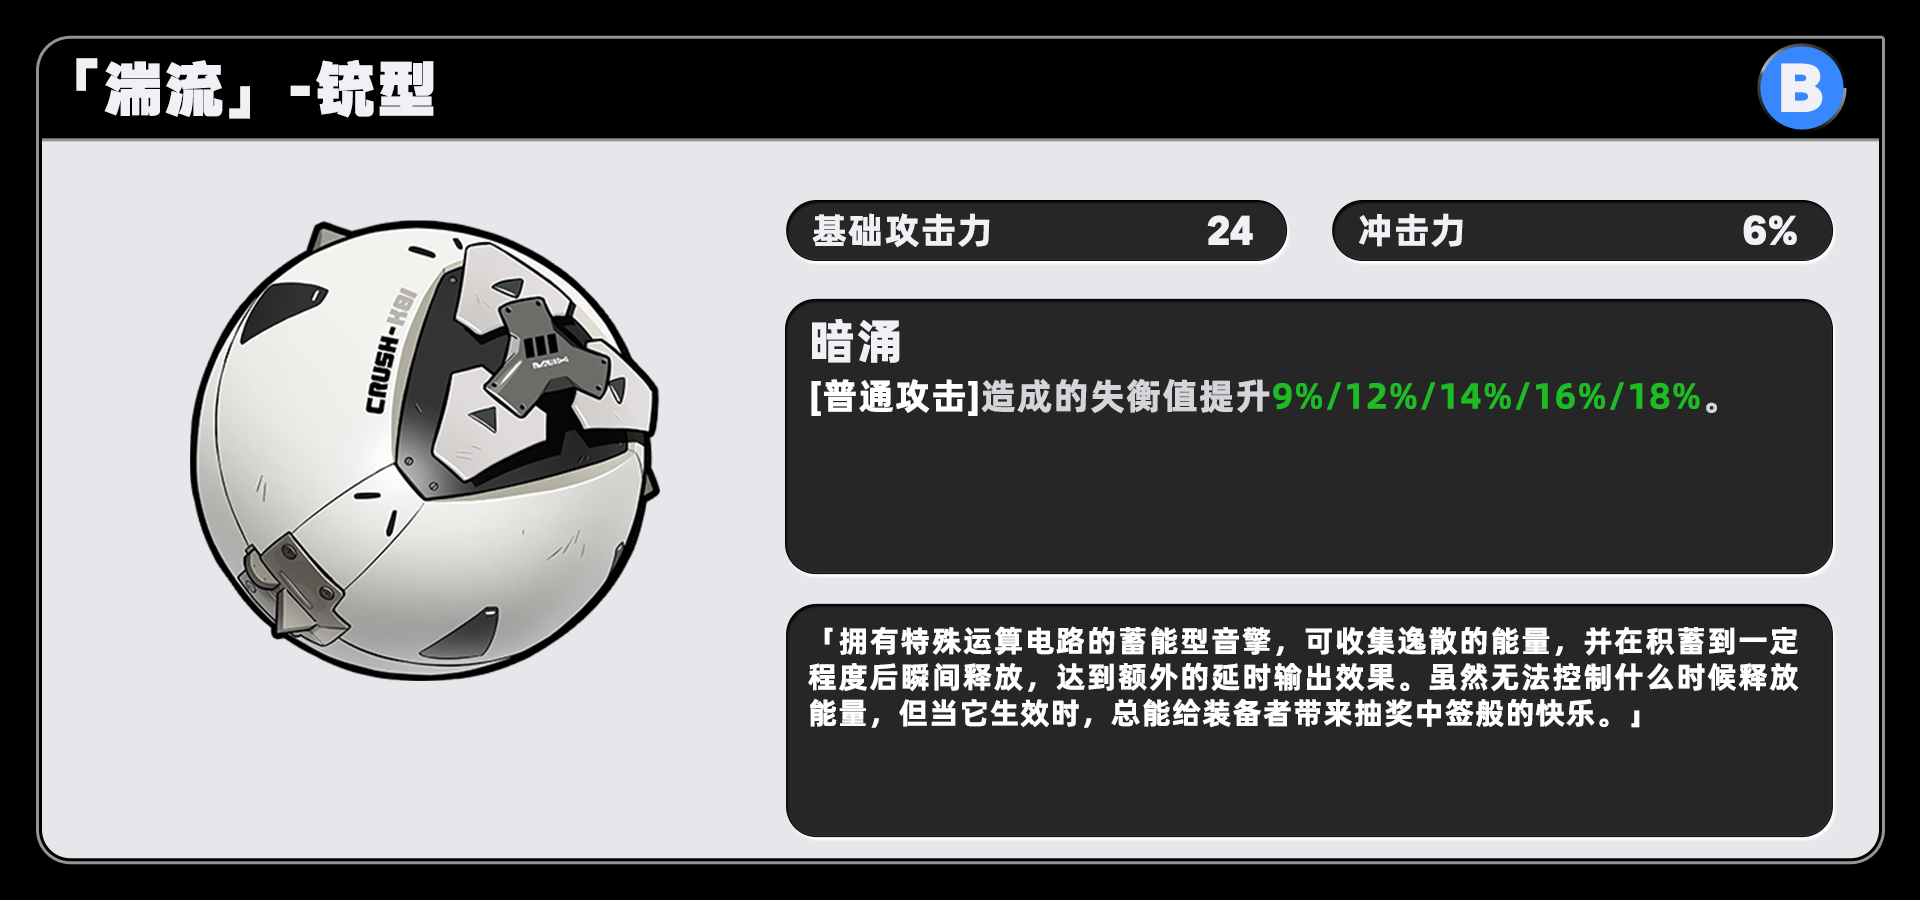 「湍流」-铳型
B
基础攻击力 24
冲击力 6%
暗涌
[普通攻击]造成的失衡值提升9%/12%/14%/16%/18%。
「拥有特殊运算电路的蓄能型音擎，可收集逸散的能量，并在积蓄到一定
程度后瞬间释放，达到额外的延时输出效果。虽然无法控制什么时候释放
能量，但当它生效时，总能给装备者带来抽奖中签般的快乐。」
CRUSH-K81